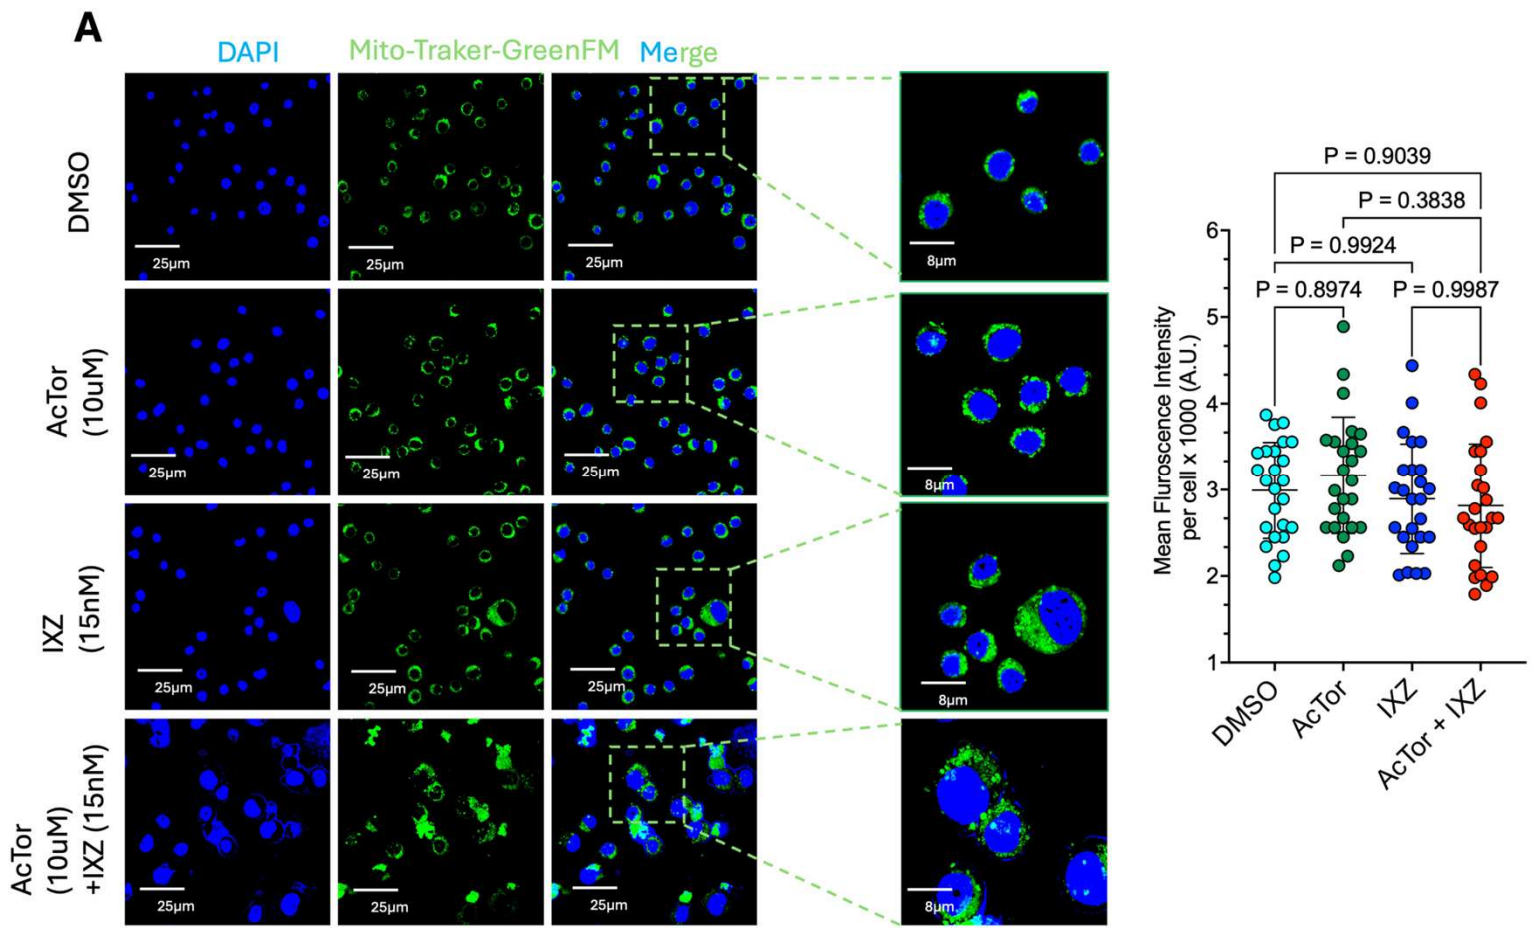 A
DAPI Mito-Traker-GreenFM Merge
DMSO
25µm 25µm 25µm 8µm
AcTor
(10uM)
25µm 25µm 25µm 8µm
IXZ
(15nM)
25µm 25µm 25µm 8µm
AcTor
(10uM)
+IXZ (15nM)
25µm 25µm 25µm 8µm
P = 0.9039
P = 0.3838
P = 0.9924
P = 0.8974 P = 0.9987
Mean Fluroscence Intensity
per cell x 1000 (A.U.)
6
5
4
3
2
1
DMSO AcTor IXZ AcTor + IXZ